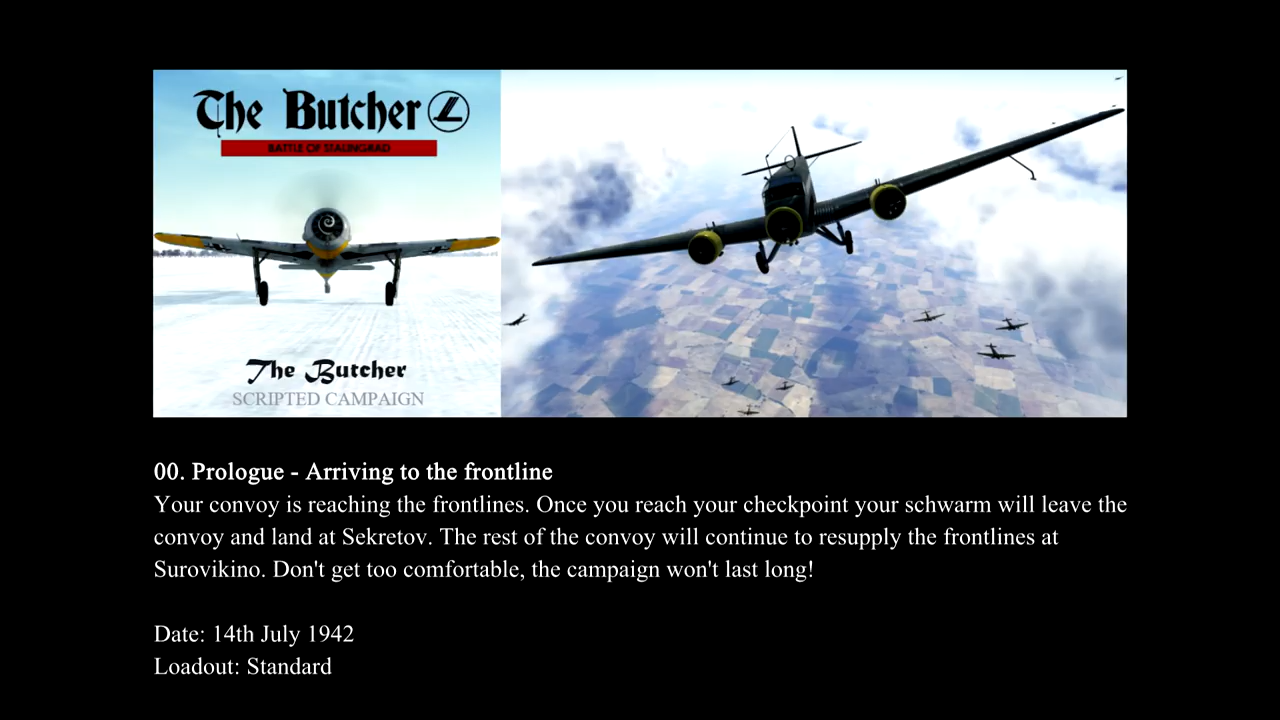 The Butcher
BATTLE OF STALINGRAD
The Butcher
SCRIPTED CAMPAIGN
00. Prologue - Arriving to the frontline
Your convoy is reaching the frontlines. Once you reach your checkpoint your schwarm will leave the
convoy and land at Sekretov. The rest of the convoy will continue to resupply the frontlines at
Surovikino. Don't get too comfortable, the campaign won't last long!
Date: 14th July 1942
Loadout: Standard